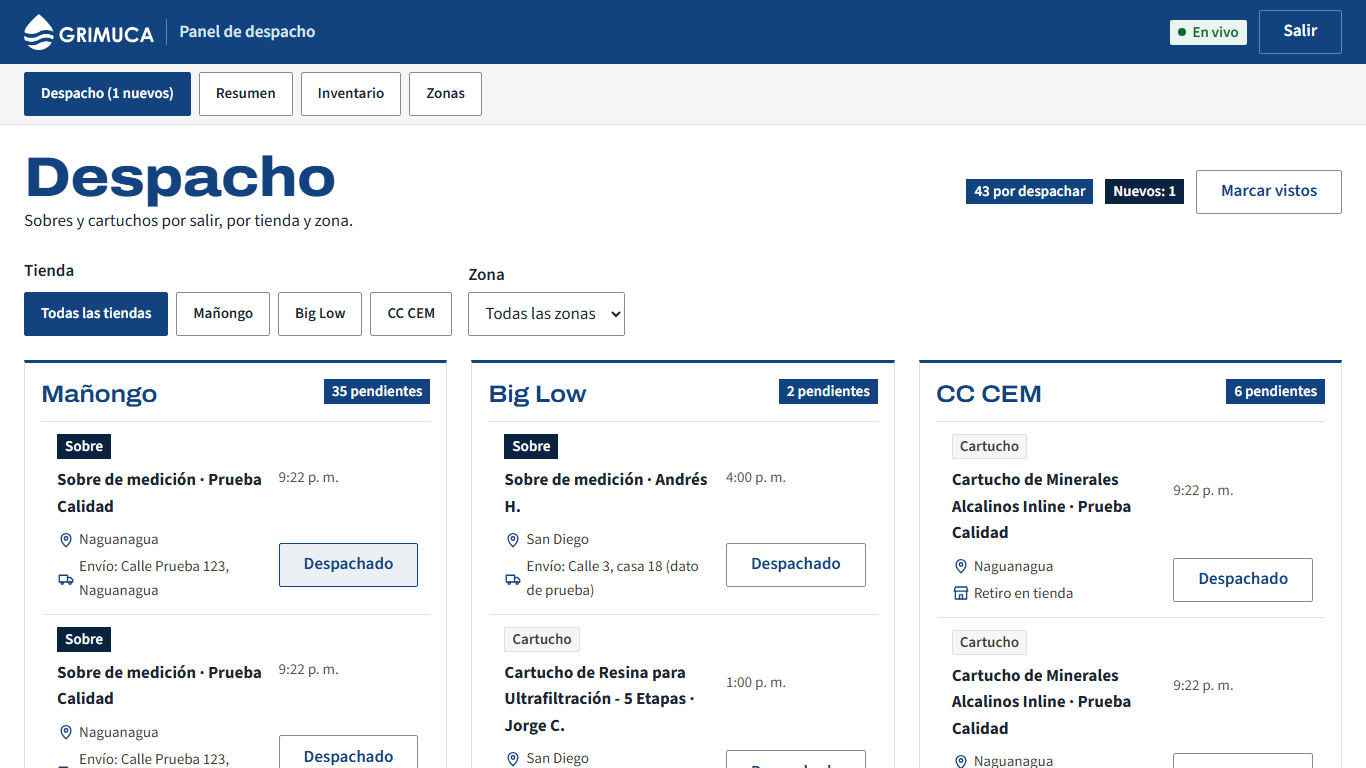 GRIMUCA
Panel de despacho
En vivo
Salir
Despacho (1 nuevos)
Resumen
Inventario
Zonas
Despacho
Sobres y cartuchos por salir, por tienda y zona.
43 por despachar
Nuevos: 1
Marcar vistos
Tienda
Todas las tiendas
Mañongo
Big Low
CC CEM
Zona
Todas las zonas
Mañongo
35 pendientes
Sobre
Sobre de medición · Prueba
Calidad
9:22 p. m.
Naguanagua
Envío: Calle Prueba 123,
Naguanagua
Despachado
Sobre
Sobre de medición · Prueba
Calidad
9:22 p. m.
Naguanagua
Envío: Calle Prueba 123,
Despachado
Big Low
2 pendientes
Sobre
Sobre de medición · Andrés
H.
4:00 p. m.
San Diego
Envío: Calle 3, casa 18 (dato
de prueba)
Despachado
Cartucho
Cartucho de Resina para
Ultrafiltración - 5 Etapas ·
Jorge C.
1:00 p. m.
San Diego
Despachado
CC CEM
6 pendientes
Cartucho
Cartucho de Minerales
Alcalinos Inline · Prueba
Calidad
9:22 p. m.
Naguanagua
Retiro en tienda
Despachado
Cartucho
Cartucho de Minerales
Alcalinos Inline · Prueba
Calidad
9:22 p. m.
Naguanagua